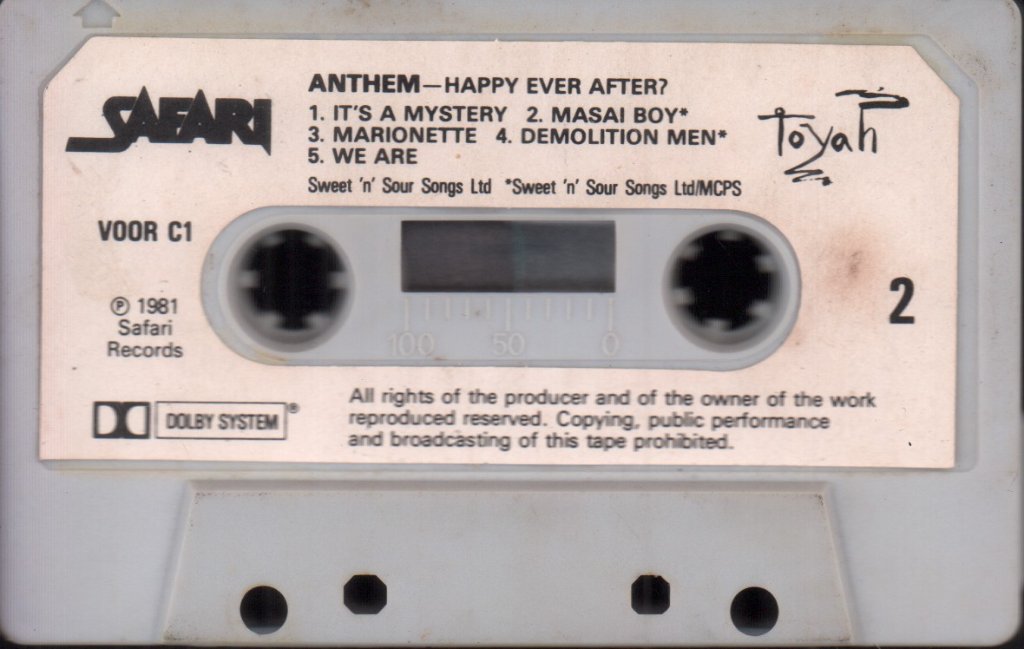 SAFARI
ANTHEM—HAPPY EVER AFTER?
1. IT'S A MYSTERY 2. MASAI BOY*
3. MARIONETTE 4. DEMOLITION MEN*
5. WE ARE
Sweet 'n' Sour Songs Ltd *Sweet 'n' Sour Songs Ltd/MCPS
Toyah
VOOR C1
℗ 1981
Safari
Records
2
100 50 0
DOLBY SYSTEM®
All rights of the producer and of the owner of the work
reproduced reserved. Copying, public performance
and broadcasting of this tape prohibited.